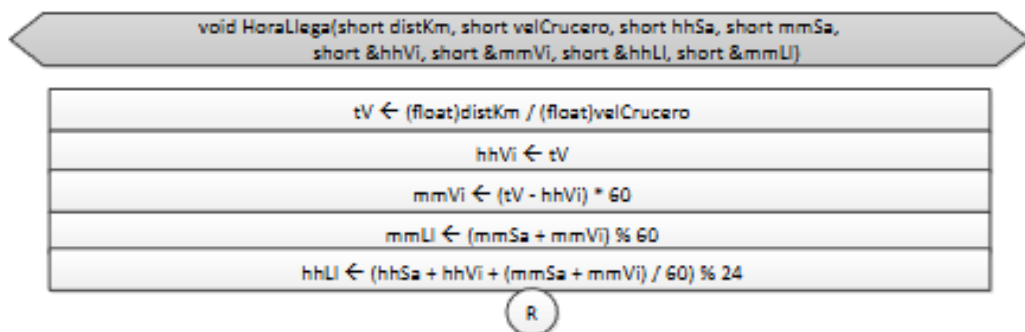 void HoraLlega(short distKm, short velCrucero, short hhSa, short mmSa,
short &hhVi, short &mmVi, short &hhLl, short &mmLl)
tV ← (float)distKm / (float)velCrucero
hhVi ← tV
mmVi ← (tV - hhVi) * 60
mmLl ← (mmSa + mmVi) % 60
hhLl ← (hhSa + hhVi + (mmSa + mmVi) / 60) % 24
R